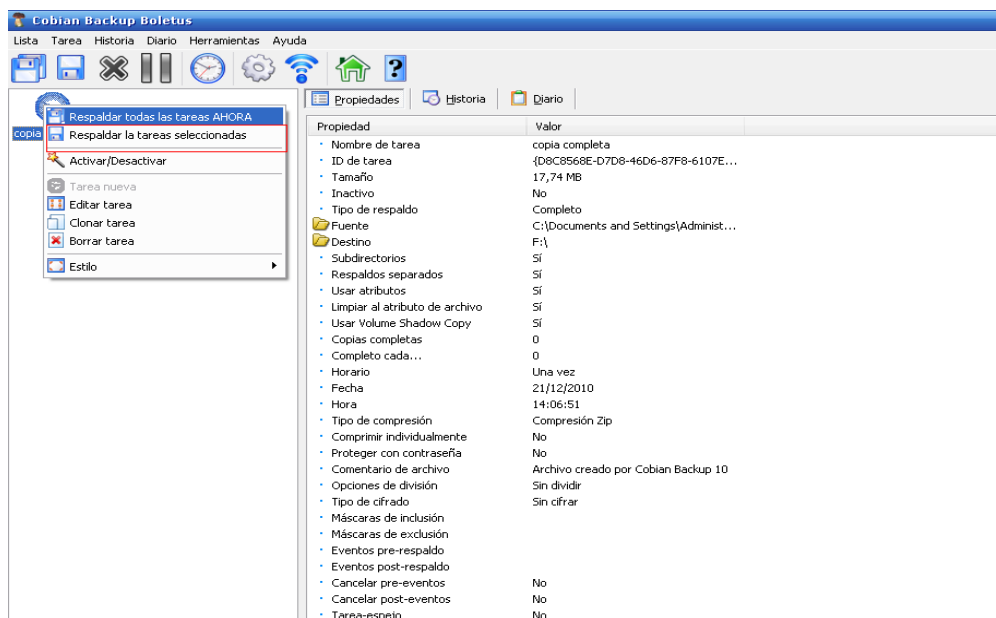 Cobian Backup Boletus
Lista Tarea Historia Diario Herramientas Ayuda
copia
Respaldar todas las tareas AHORA
Respaldar la tareas seleccionadas
Activar/Desactivar
Tarea nueva
Editar tarea
Clonar tarea
Borrar tarea
Estilo
Propiedades Historia Diario
Propiedad Valor
Nombre de tarea copia completa
ID de tarea {D8C8568E-D7D8-46D6-87F8-6107E...
Tamaño 17,74 MB
Inactivo No
Tipo de respaldo Completo
Fuente C:\Documents and Settings\Administ...
Destino F:\
Subdirectorios Sí
Respaldos separados Sí
Usar atributos Sí
Limpiar al atributo de archivo Sí
Usar Volume Shadow Copy Sí
Copias completas 0
Completo cada... 0
Horario Una vez
Fecha 21/12/2010
Hora 14:06:51
Tipo de compresión Compresión Zip
Comprimir individualmente No
Proteger con contraseña No
Comentario de archivo Archivo creado por Cobian Backup 10
Opciones de división Sin dividir
Tipo de cifrado Sin cifrar
Máscaras de inclusión
Máscaras de exclusión
Eventos pre-respaldo
Eventos post-respaldo
Cancelar pre-eventos No
Cancelar post-eventos No
Tarea-espejo No